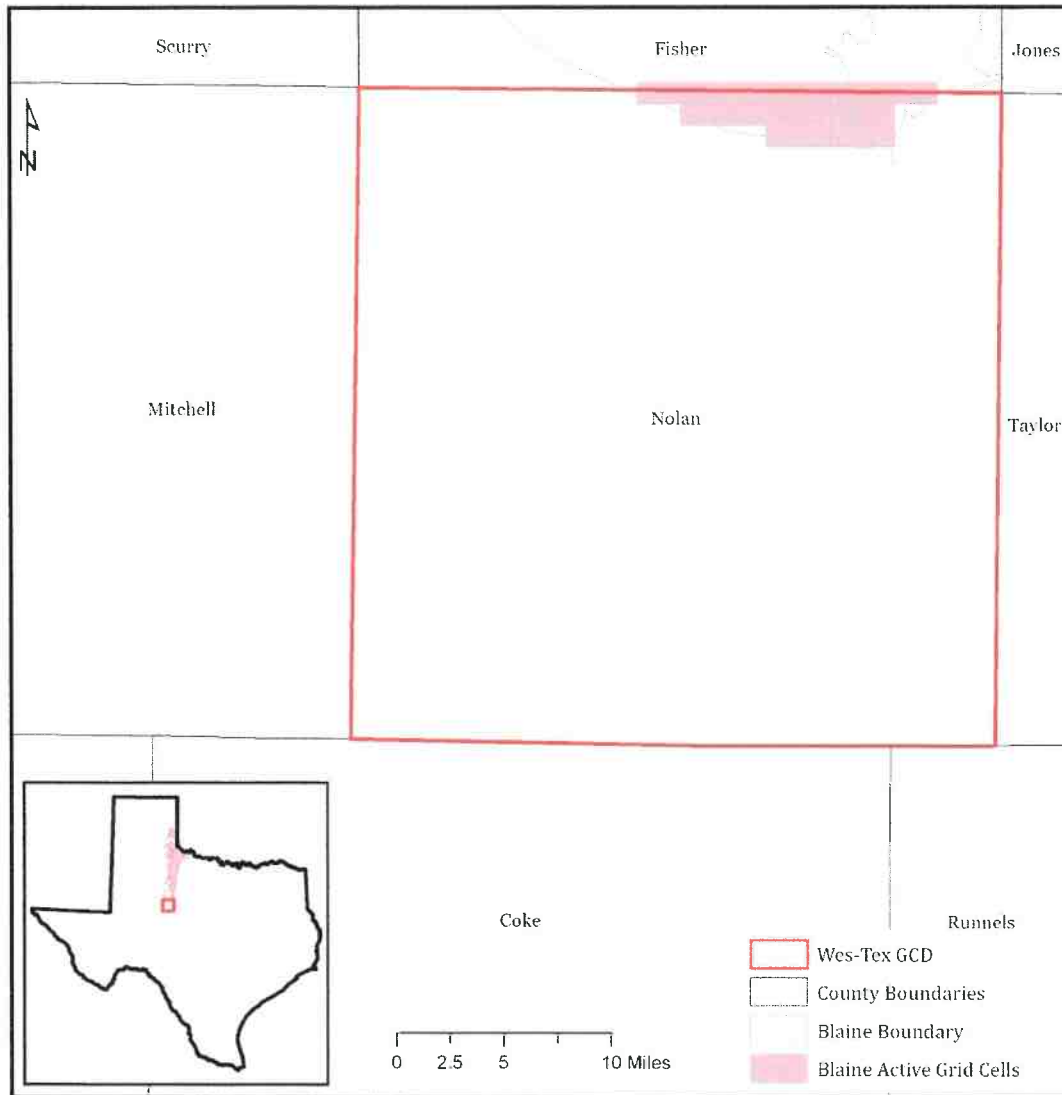 Scurry
Fisher
Jones
N
Mitchell
Nolan
Taylor
Coke
Runnels
Wes-Tex GCD
County Boundaries
Blaine Boundary
Blaine Active Grid Cells
0 2.5 5 10 Miles